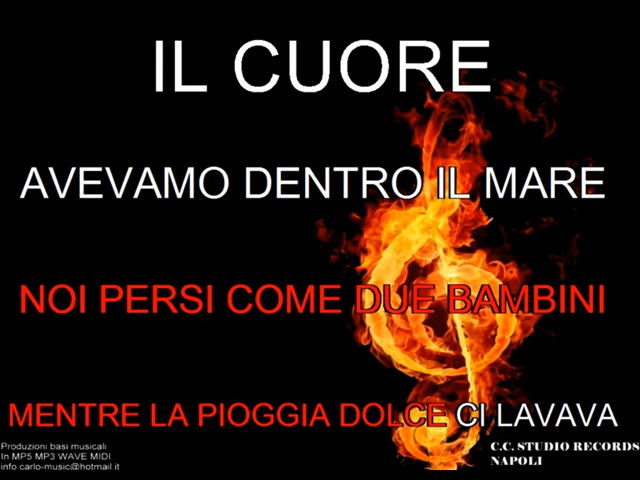 IL CUORE
AVEVAMO DENTRO IL MARE
NOI PERSI COME DUE BAMBINI
MENTRE LA PIOGGIA DOLCE CI LAVAVA
Produzioni basi musicali
In MP5 MP3 WAVE MIDI
info carlo-music@hotmail.it
C.C. STUDIO RECORDS
NAPOLI